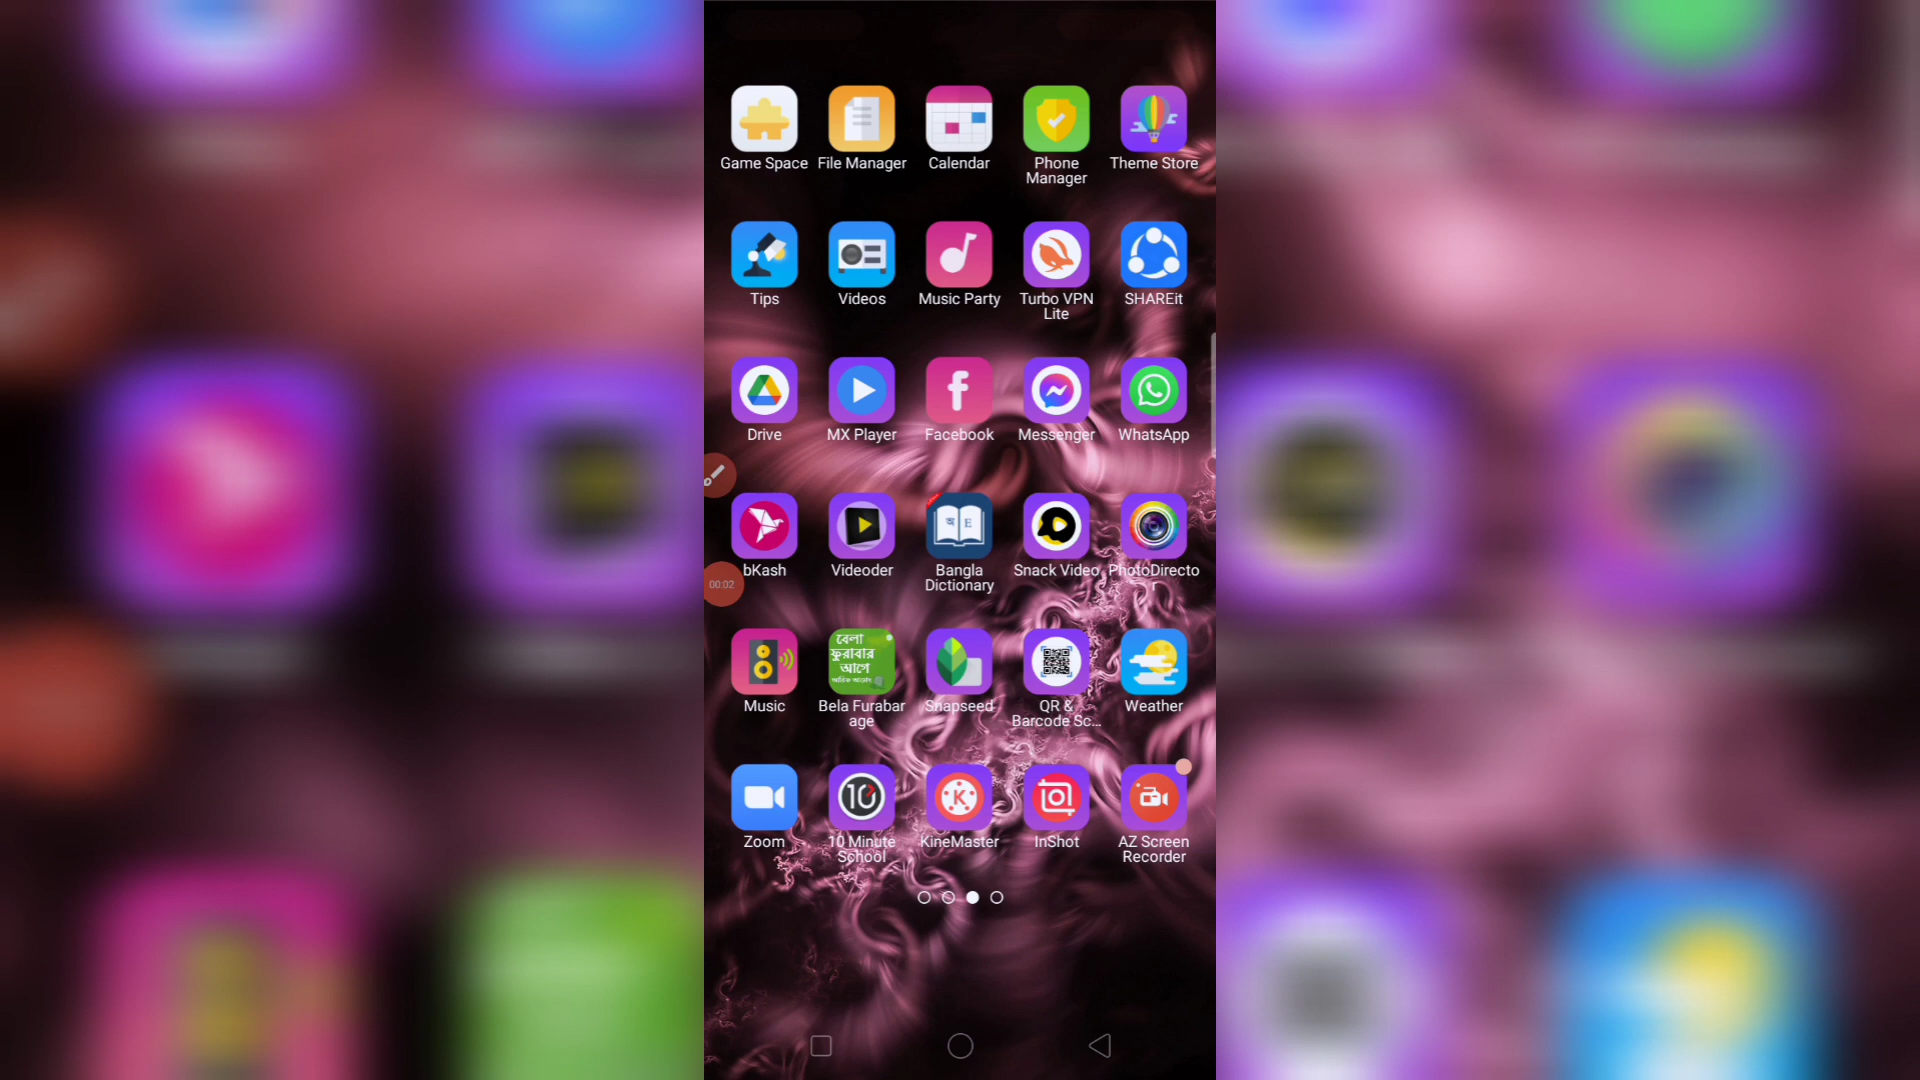 Game Space File Manager Calendar Phone Manager Theme Store
Tips Videos Music Party Turbo VPN Lite SHAREit
Drive MX Player Facebook Messenger WhatsApp
অ E
bKash Videoder Bangla Dictionary Snack Video PhotoDirector
00:02
বেলা
ফুরাবার
আগে
Music Bela Furabar age Snapseed QR & Barcode Sc... Weather
10
K
Zoom 10 Minute School KineMaster InShot AZ Screen Recorder